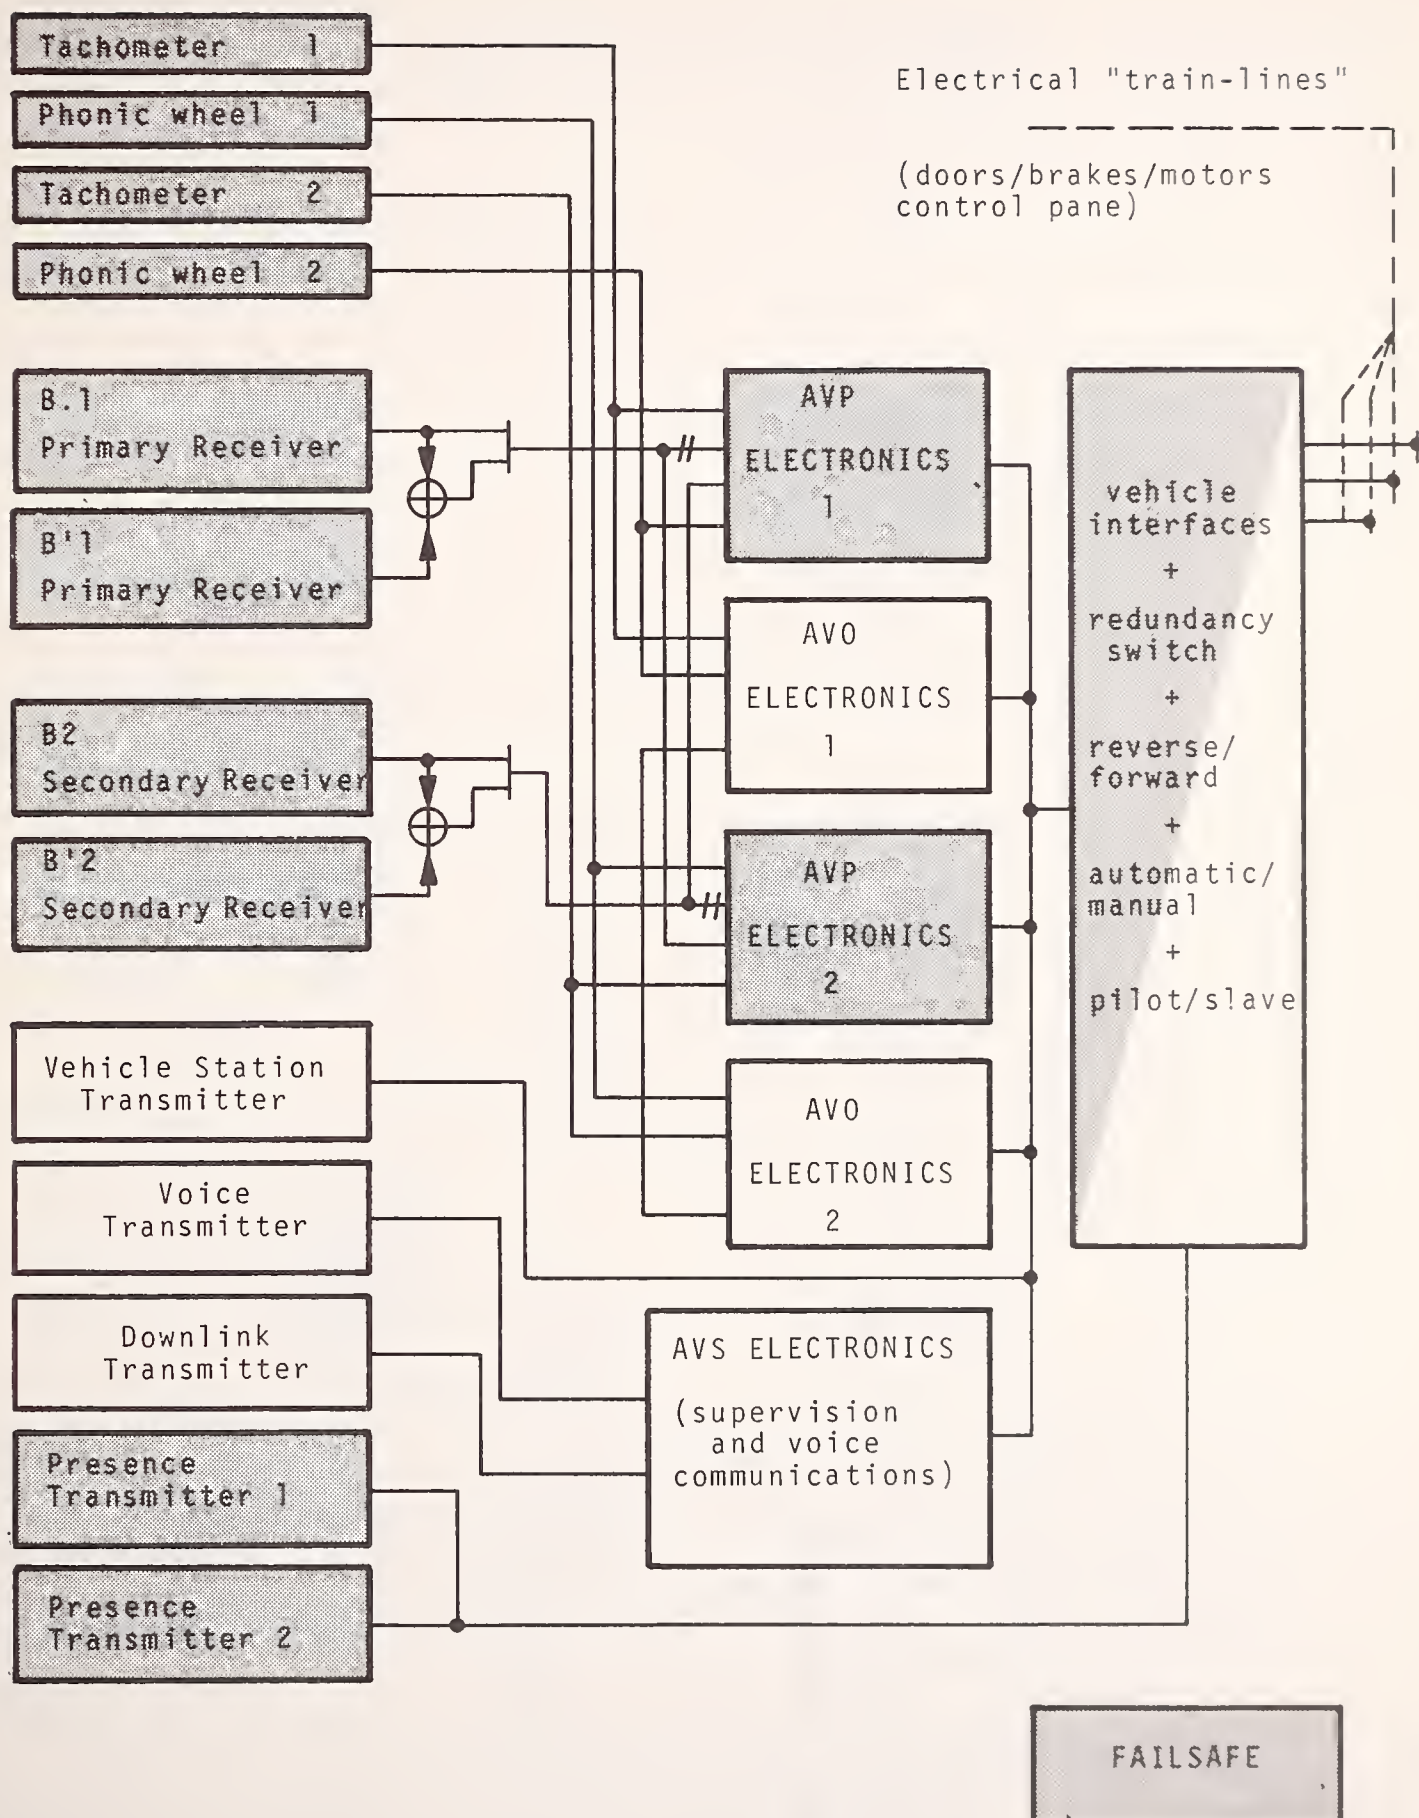 Tachometer 1
Phonic wheel 1
Tachometer 2
Phonic wheel 2
Electrical "train-lines"
(doors/brakes/motors
control pane)
B.1
Primary Receiver
B'1
Primary Receiver
B2
Secondary Receiver
B'2
Secondary Receiver
Vehicle Station
Transmitter
Voice
Transmitter
Downlink
Transmitter
Presence
Transmitter 1
Presence
Transmitter 2
AVP
ELECTRONICS
1
AVO
ELECTRONICS
1
AVP
ELECTRONICS
2
AVO
ELECTRONICS
2
AVS ELECTRONICS
(supervision
and voice
communications)
vehicle
interfaces
+
redundancy
switch
+
reverse/
forward
+
automatic/
manual
+
pilot/slave
FAILSAFE